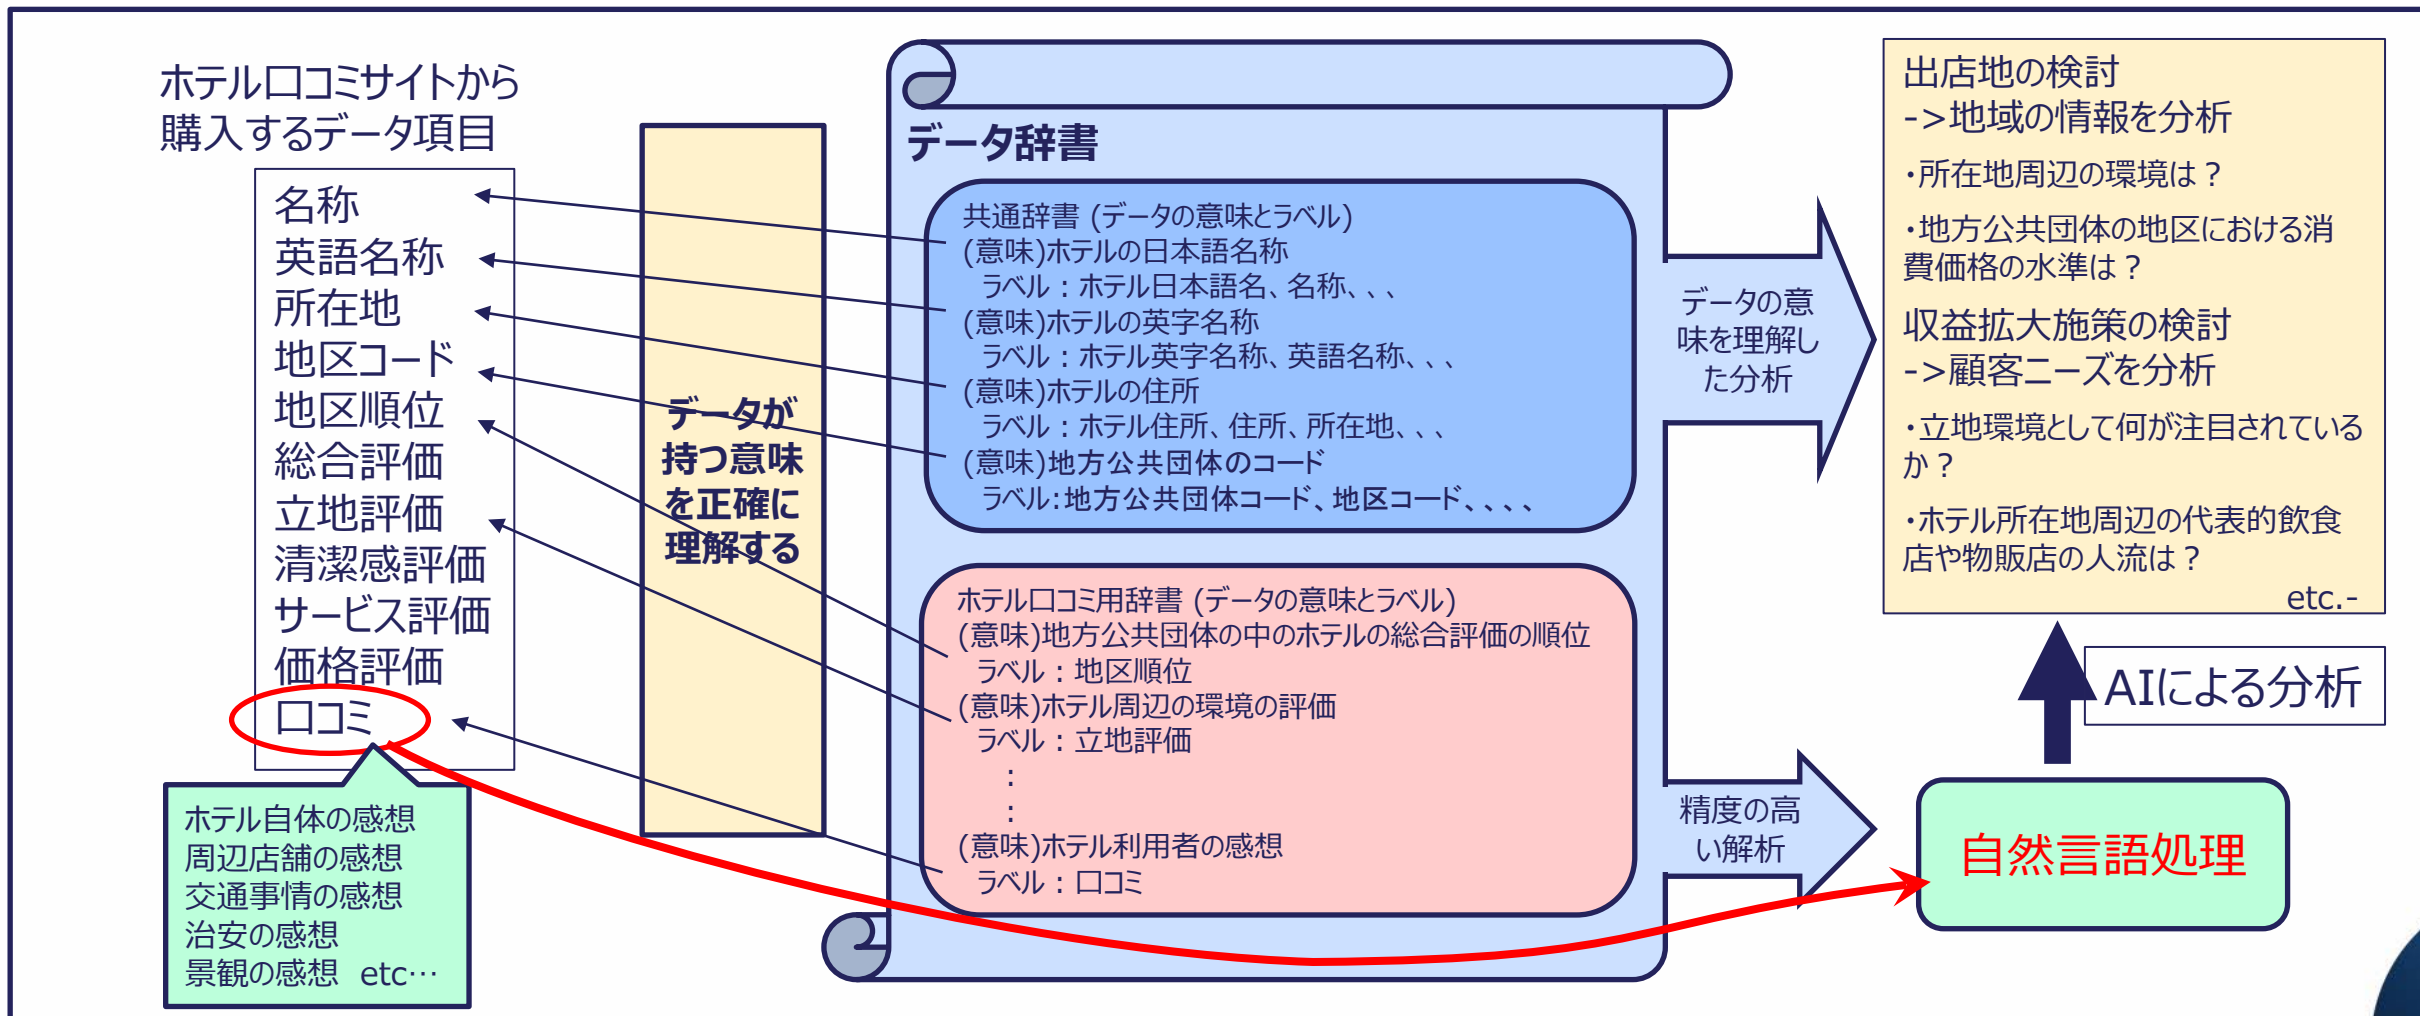 ホテル口コミサイトから
購入するデータ項目
名称
英語名称
所在地
地区コード
地区順位
総合評価
立地評価
清潔感評価
サービス評価
価格評価
口コミ
ホテル自体の感想
周辺店舗の感想
交通事情の感想
治安の感想
景観の感想 etc…
データが
持つ意味
を正確に
理解する
データ辞書
共通辞書 (データの意味とラベル)
(意味)ホテルの日本語名称
ラベル：ホテル日本語名、名称、、、
(意味)ホテルの英字名称
ラベル：ホテル英字名称、英語名称、、、
(意味)ホテルの住所
ラベル：ホテル住所、住所、所在地、、、
(意味)地方公共団体のコード
ラベル:地方公共団体コード、地区コード、、、、
ホテル口コミ用辞書 (データの意味とラベル)
(意味)地方公共団体の中のホテルの総合評価の順位
ラベル：地区順位
(意味)ホテル周辺の環境の評価
ラベル：立地評価
：
：
(意味)ホテル利用者の感想
ラベル：口コミ
データの意
味を理解し
た分析
精度の高
い解析
出店地の検討
->地域の情報を分析
・所在地周辺の環境は？
・地方公共団体の地区における消
費価格の水準は？
収益拡大施策の検討
->顧客ニーズを分析
・立地環境として何が注目されている
か？
・ホテル所在地周辺の代表的飲食
店や物販店の人流は？
etc.-
AIによる分析
自然言語処理